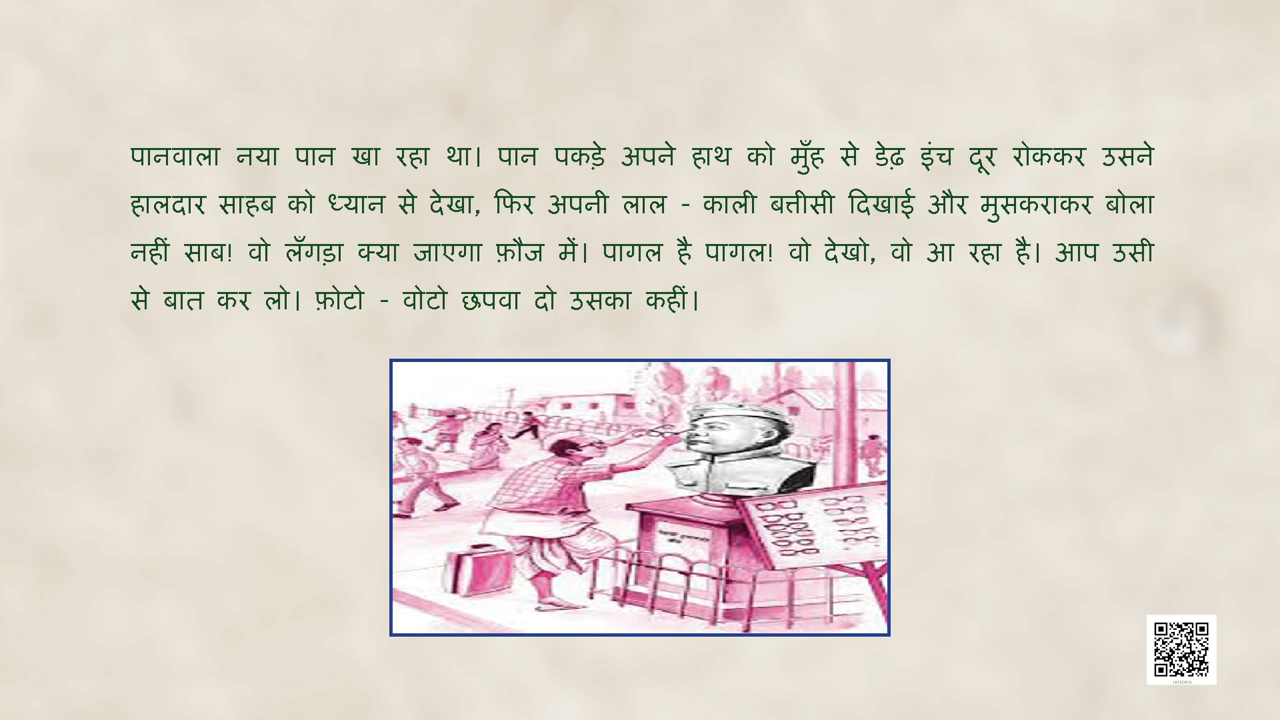 पानवाला नया पान खा रहा था। पान पकड़े अपने हाथ को मुँह से डेढ़ इंच दूर रोककर उसने
हालदार साहब को ध्यान से देखा, फिर अपनी लाल - काली बत्तीसी दिखाई और मुसकराकर बोला
नहीं साब! वो लँगड़ा क्या जाएगा फ़ौज में। पागल है पागल! वो देखो, वो आ रहा है। आप उसी
से बात कर लो। फ़ोटो - वोटो छपवा दो उसका कहीं।